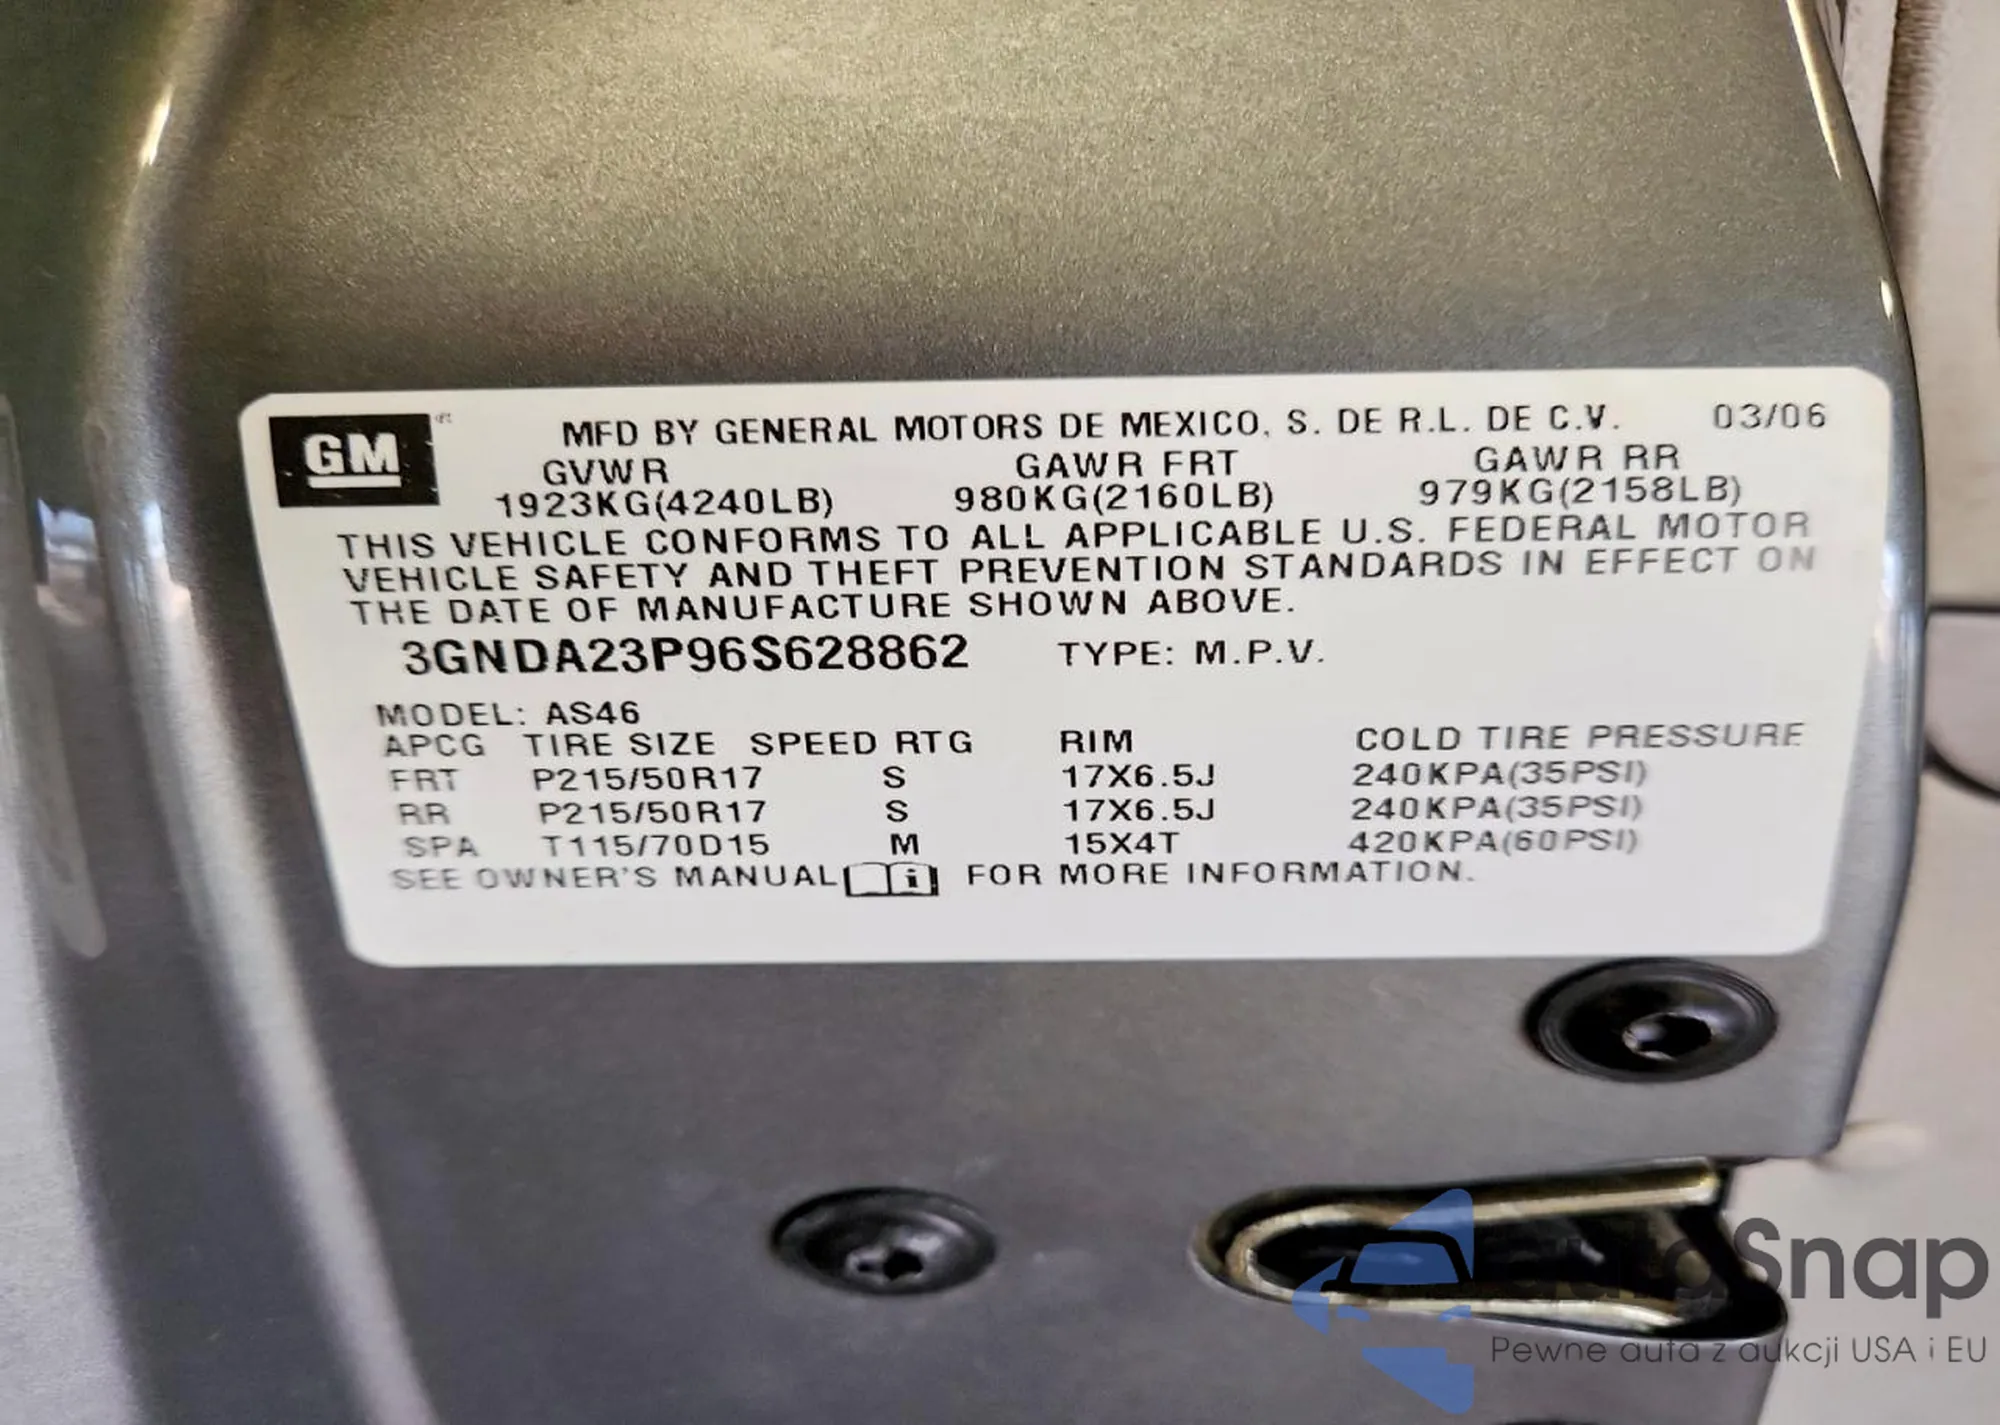 GM
MFD BY GENERAL MOTORS DE MEXICO, S. DE R.L. DE C.V. 03/06
GVWR GAWR FRT GAWR RR
1923KG(4240LB) 980KG(2160LB) 979KG(2158LB)
THIS VEHICLE CONFORMS TO ALL APPLICABLE U.S. FEDERAL MOTOR
VEHICLE SAFETY AND THEFT PREVENTION STANDARDS IN EFFECT ON
THE DATE OF MANUFACTURE SHOWN ABOVE.
3GNDA23P96S628862 TYPE: M.P.V.
MODEL: AS46
APCG TIRE SIZE SPEED RTG RIM COLD TIRE PRESSURE
FRT P215/50R17 S 17X6.5J 240KPA(35PSI)
RR P215/50R17 S 17X6.5J 240KPA(35PSI)
SPA T115/70D15 M 15X4T 420KPA(60PSI)
SEE OWNER'S MANUAL i FOR MORE INFORMATION.
AutaSnap
Pewne auta z aukcji USA i EU